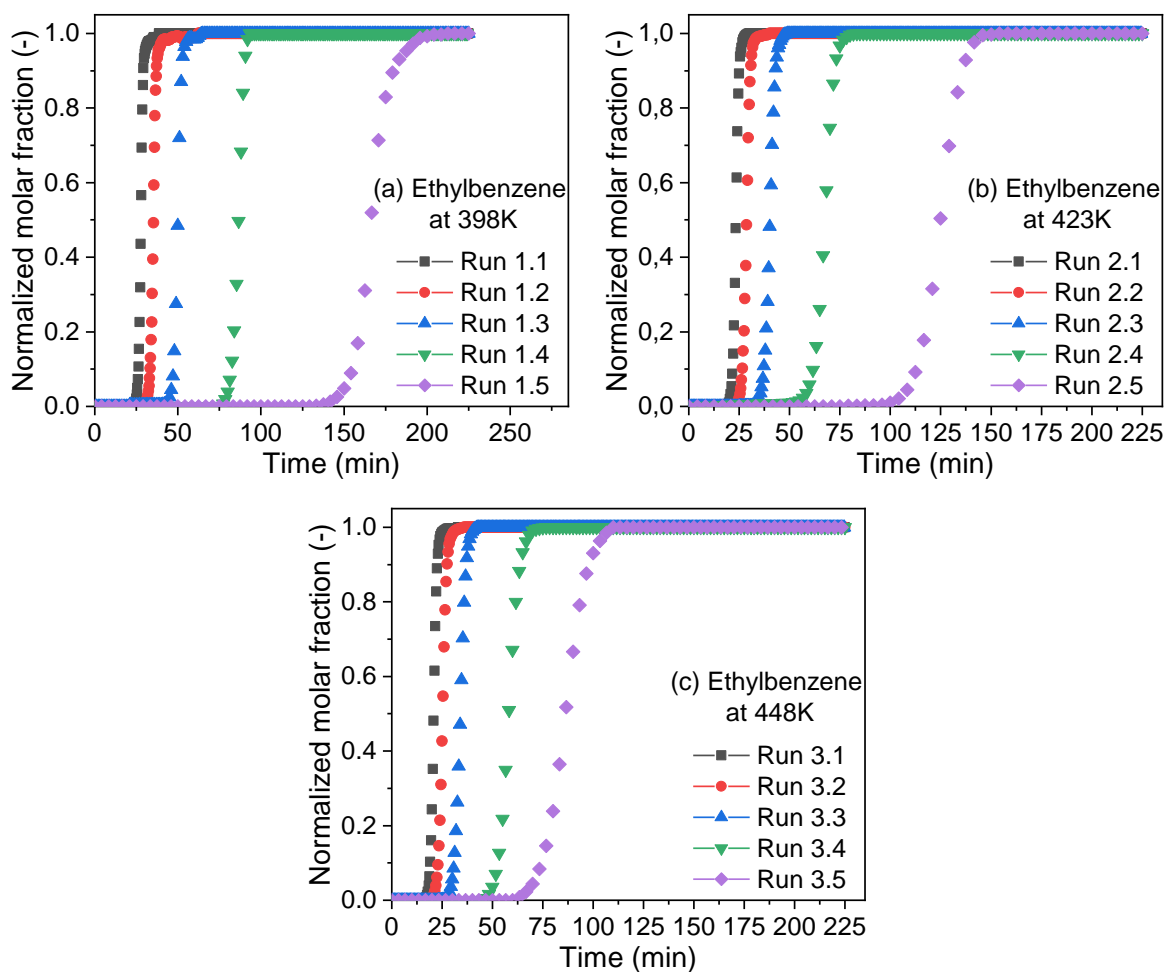 Normalized molar fraction (-)
1.0
0.8
0.6
0.4
0.2
0.0
0
50
100
150
200
250
Time (min)
(a) Ethylbenzene
at 398K
Run 1.1
Run 1.2
Run 1.3
Run 1.4
Run 1.5
Normalized molar fraction (-)
1.0
0.8
0.6
0,4
0,2
0,0
0
25
50
75
100
125
150
175
200
225
Time (min)
(b) Ethylbenzene
at 423K
Run 2.1
Run 2.2
Run 2.3
Run 2.4
Run 2.5
Normalized molar fraction (-)
1.0
0.8
0.6
0.4
0.2
0.0
0
25
50
75
100
125
150
175
200
225
Time (min)
(c) Ethylbenzene
at 448K
Run 3.1
Run 3.2
Run 3.3
Run 3.4
Run 3.5